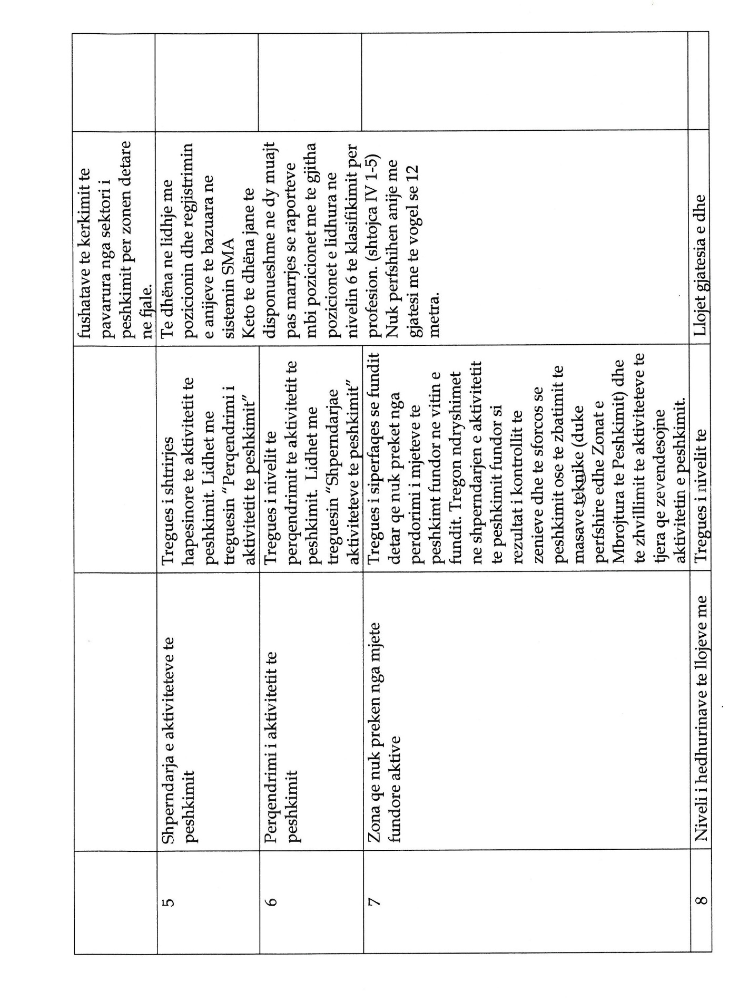 fushatave te kerkimit te
pavarura nga sektori i
peshkimit per zonen detare
ne fjale.
5
Shperndarja e aktiviteteve te
peshkimit
Tregues i shtrirjes
hapesinore te aktivitetit te
peshkimit. Lidhet me
treguesin “Perqendrimi i
aktivitetit te peshkimit”
Te dhëna ne lidhje me
pozicionin dhe regjistrimin
e anijeve te bazuara ne
sistemin SMA
Keto te dhëna jane te
disponueshme ne dy muajt
pas marrjes se raporteve
mbi pozicionet me te gjitha
pozicionet e lidhura ne
nivelin 6 te klasifikimit per
profesion. (shtojca IV 1-5)
Nuk perfshihen anije me
gjatesi me te vogel se 12
metra.
6
Perqendrimi i aktivitetit te
peshkimit
Tregues i nivelit te
perqendrimit te aktivitetit te
peshkimit. Lidhet me
treguesin “Shperndarjae
aktiviteteve te peshkimit”
7
Zona qe nuk preken nga mjete
fundore aktive
Tregues i siperfaqes se fundit
detar qe nuk preket nga
perdorimi i mjeteve te
peshkimt fundor ne vitin e
fundit. Tregon ndryshimet
ne shperndarjen e aktivitetit
te peshkimit fundor si
rezultat i kontrollit te
zenieve dhe te sforcos se
peshkimit ose te zbatimit te
masave teknike (duke
perfshire edhe Zonat e
Mbrojtura te Peshkimit) dhe
te zhvillimit te aktiviteteve te
tjera qe zevendesojne
aktivitetin e peshkimit.
8
Niveli i hedhurinave te llojeve me
Tregues i nivelit te
Llojet gjatesia e dhe